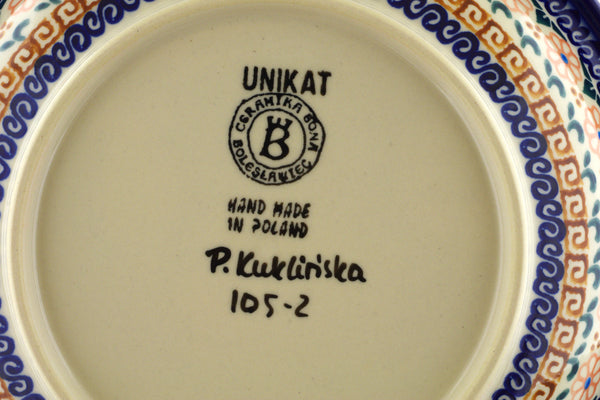 UNIKAT
CERAMIKA BONA
B
BOLESŁAWIEC
HAND MADE
IN POLAND
P. Kuklińska
105-2